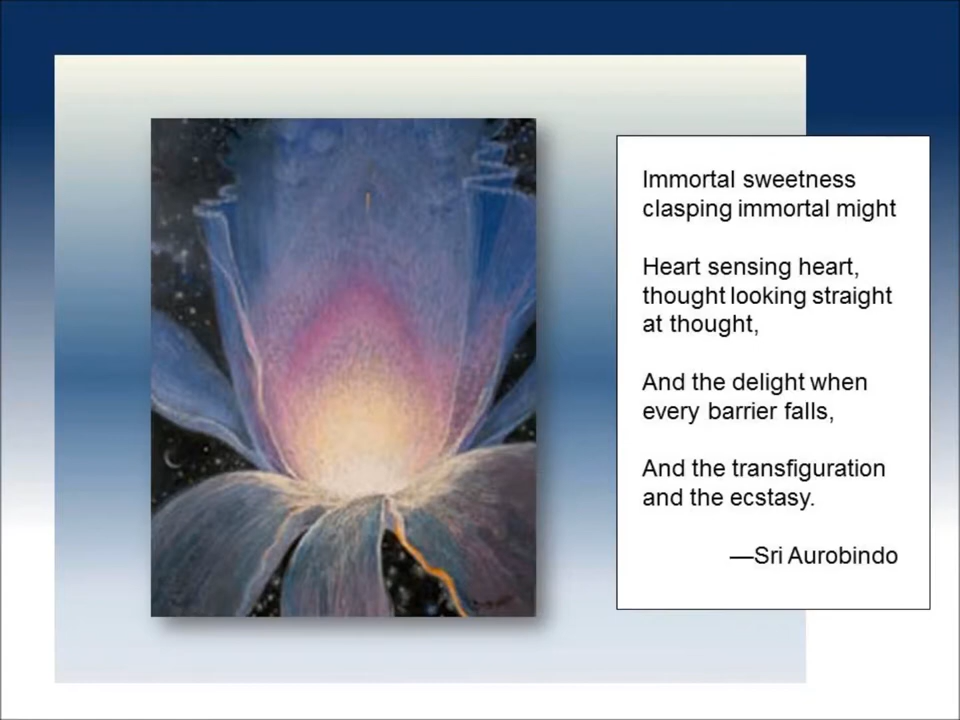 Immortal sweetness
clasping immortal might
Heart sensing heart,
thought looking straight
at thought,
And the delight when
every barrier falls,
And the transfiguration
and the ecstasy.
—Sri Aurobindo